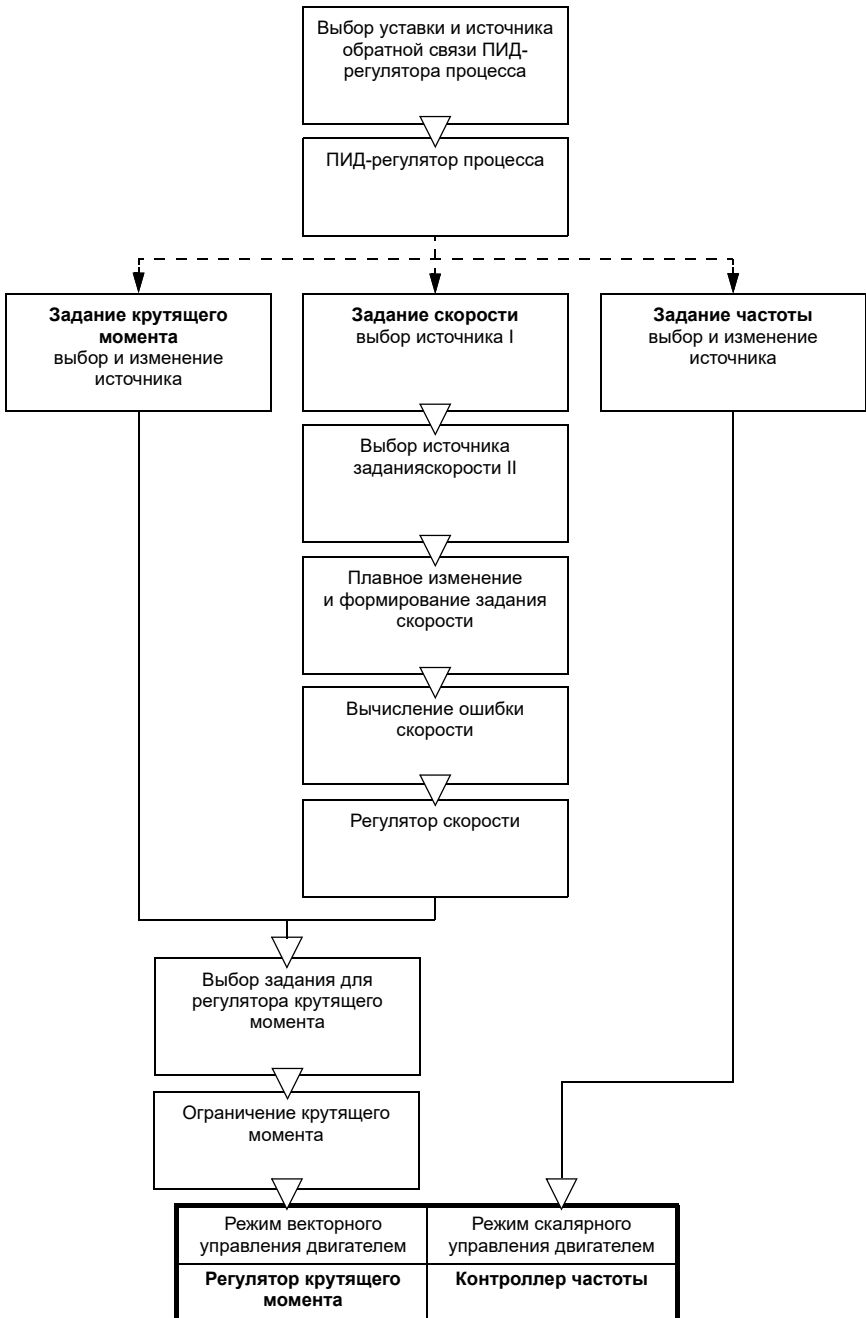 Выбор уставки и источника
обратной связи ПИД-
регулятора процесса
ПИД-регулятор процесса
Задание крутящего
момента
выбор и изменение
источника
Задание скорости
выбор источника I
Задание частоты
выбор и изменение
источника
Выбор источника
заданияскорости II
Плавное изменение
и формирование задания
скорости
Вычисление ошибки
скорости
Регулятор скорости
Выбор задания для
регулятора крутящего
момента
Ограничение крутящего
момента
Режим векторного
управления двигателем
Режим скалярного
управления двигателем
Регулятор крутящего
момента
Контроллер частоты